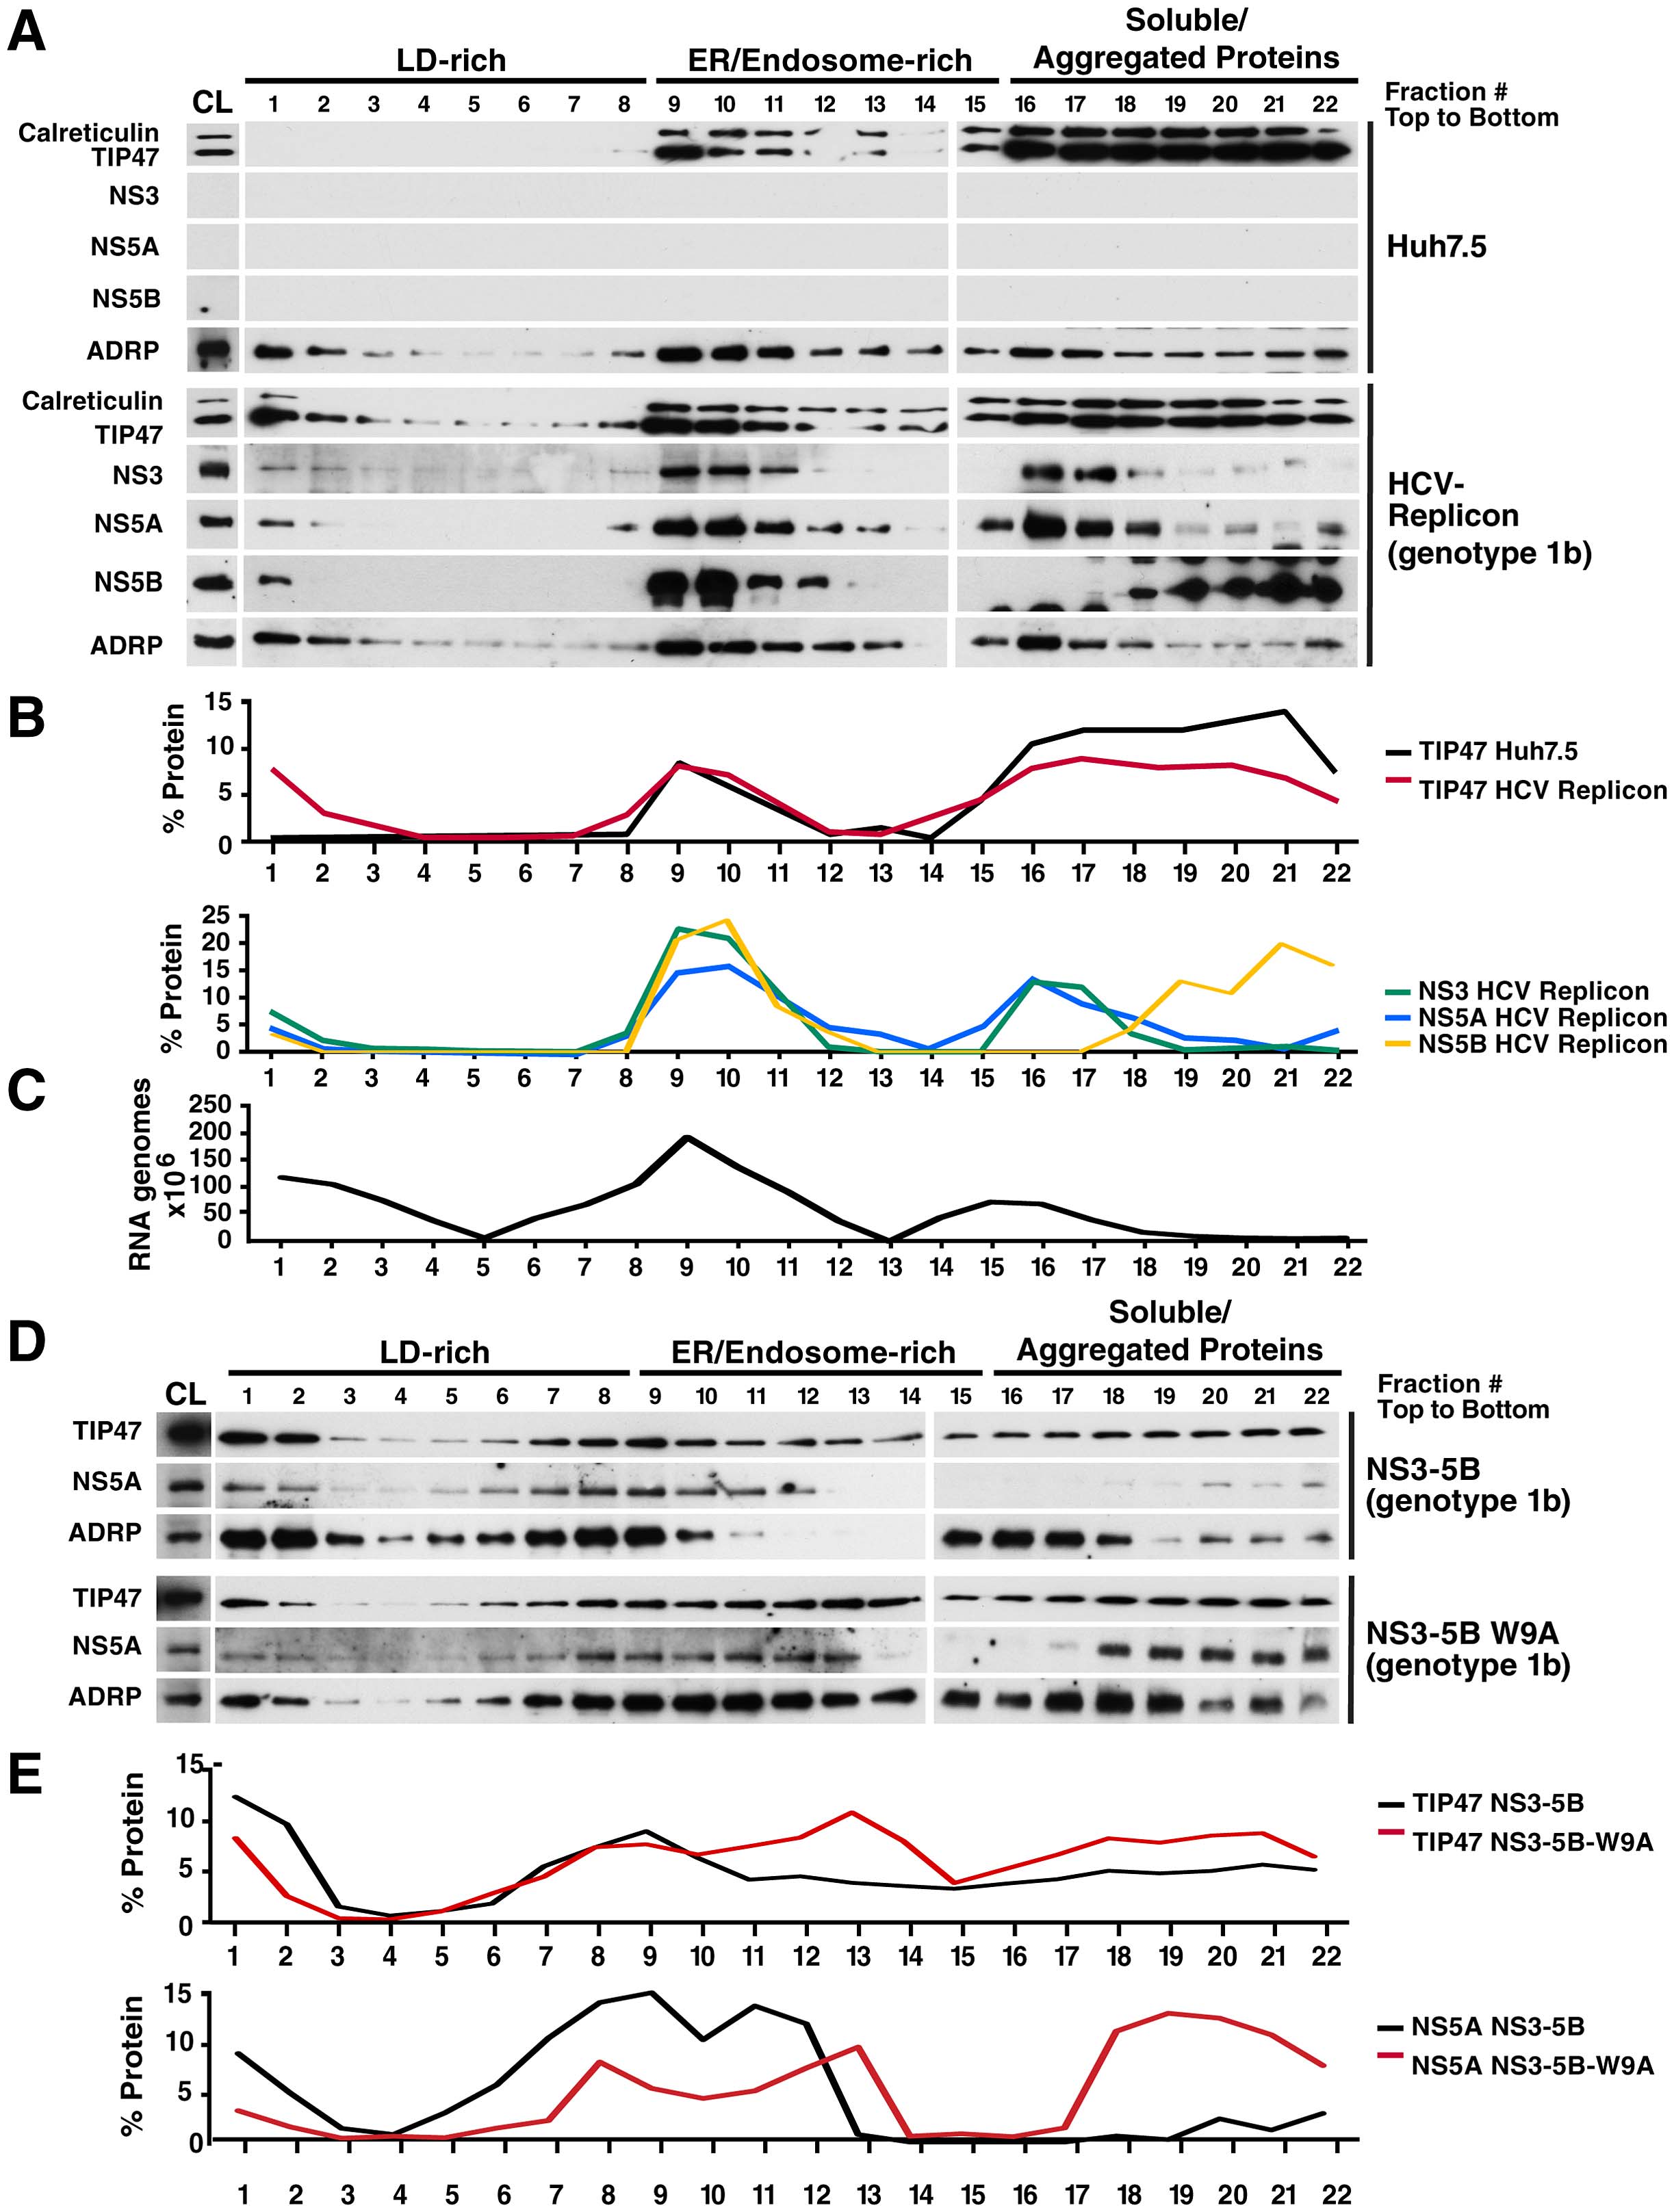 A
LD-rich
ER/Endosome-rich
Soluble/
Aggregated Proteins
CL 1 2 3 4 5 6 7 8 9 10 11 12 13 14 15 16 17 18 19 20 21 22
Fraction #
Top to Bottom
Calreticulin
TIP47
NS3
NS5A
NS5B
ADRP
Huh7.5
Calreticulin
TIP47
NS3
NS5A
NS5B
ADRP
HCV-
Replicon
(genotype 1b)
B
% Protein
15
10
5
0
1 2 3 4 5 6 7 8 9 10 11 12 13 14 15 16 17 18 19 20 21 22
TIP47 Huh7.5
TIP47 HCV Replicon
% Protein
25
20
15
10
5
0
1 2 3 4 5 6 7 8 9 10 11 12 13 14 15 16 17 18 19 20 21 22
NS3 HCV Replicon
NS5A HCV Replicon
NS5B HCV Replicon
C
RNA genomes
x10^6
250
200
150
100
50
0
1 2 3 4 5 6 7 8 9 10 11 12 13 14 15 16 17 18 19 20 21 22
D
LD-rich
ER/Endosome-rich
Soluble/
Aggregated Proteins
CL 1 2 3 4 5 6 7 8 9 10 11 12 13 14 15 16 17 18 19 20 21 22
Fraction #
Top to Bottom
TIP47
NS5A
ADRP
NS3-5B
(genotype 1b)
TIP47
NS5A
ADRP
NS3-5B W9A
(genotype 1b)
E
% Protein
15
10
5
0
1 2 3 4 5 6 7 8 9 10 11 12 13 14 15 16 17 18 19 20 21 22
TIP47 NS3-5B
TIP47 NS3-5B-W9A
% Protein
15
10
5
0
1 2 3 4 5 6 7 8 9 10 11 12 13 14 15 16 17 18 19 20 21 22
NS5A NS3-5B
NS5A NS3-5B-W9A